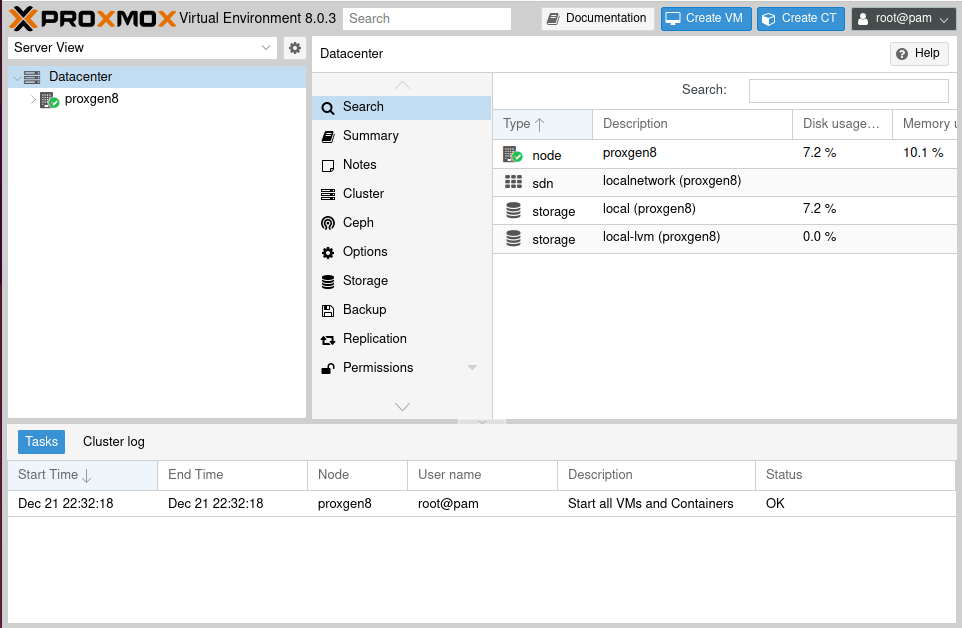 PROXMOX Virtual Environment 8.0.3 Search Documentation Create VM Create CT root@pam
Server View
Datacenter
proxgen8
Datacenter Help
Search
Summary
Notes
Cluster
Ceph
Options
Storage
Backup
Replication
Permissions
Search:
Type Description Disk usage... Memory u
node proxgen8 7.2 % 10.1 %
sdn localnetwork (proxgen8)
storage local (proxgen8) 7.2 %
storage local-lvm (proxgen8) 0.0 %
Tasks Cluster log
Start Time End Time Node User name Description Status
Dec 21 22:32:18 Dec 21 22:32:18 proxgen8 root@pam Start all VMs and Containers OK